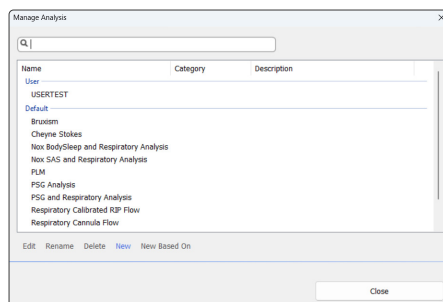 Manage Analysis
Name Category Description
User
USERTEST
Default
Bruxism
Cheyne Stokes
Nox BodySleep and Respiratory Analysis
Nox SAS and Respiratory Analysis
PLM
PSG Analysis
PSG and Respiratory Analysis
Respiratory Calibrated RIP Flow
Respiratory Cannula Flow
Edit Rename Delete New New Based On
Close